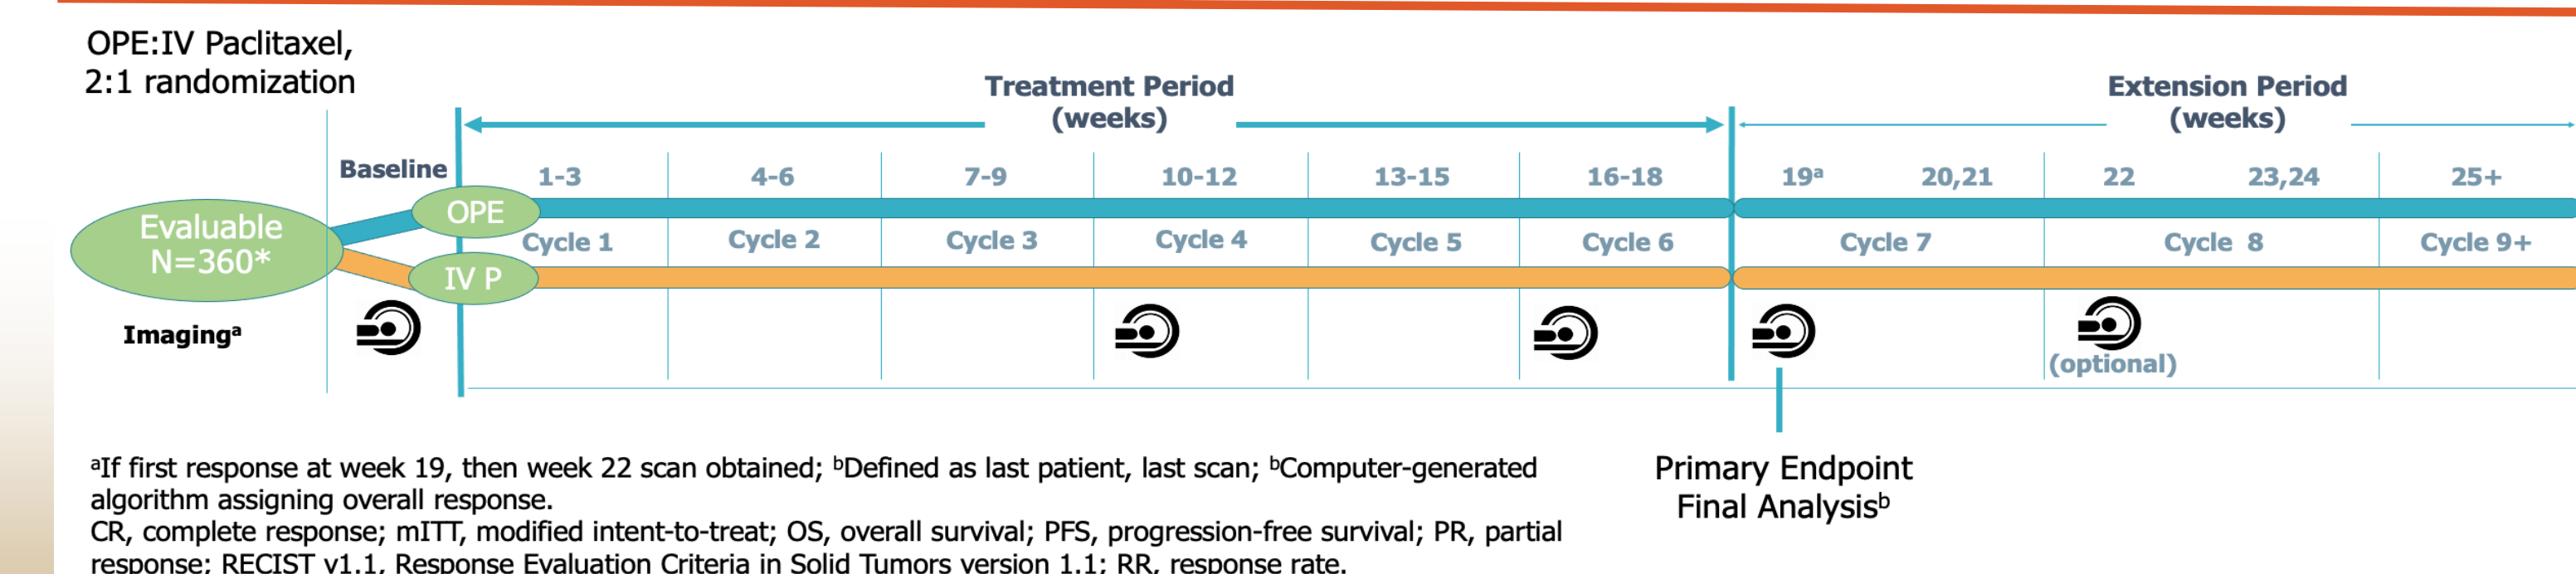 OPE:IV Paclitaxel,
2:1 randomization
Treatment Period
(weeks)
Extension Period
(weeks)
Baseline
1-3
4-6
7-9
10-12
13-15
16-18
19ª
20,21
22
23,24
25+
Evaluable
N=360*
OPE
IV P
Cycle 1
Cycle 2
Cycle 3
Cycle 4
Cycle 5
Cycle 6
Cycle 7
Cycle 8
Cycle 9+
Imagingª
(optional)
ªIf first response at week 19, then week 22 scan obtained; ᵇDefined as last patient, last scan; ᵇComputer-generated
algorithm assigning overall response.
CR, complete response; mITT, modified intent-to-treat; OS, overall survival; PFS, progression-free survival; PR, partial
response; RECIST v1.1, Response Evaluation Criteria in Solid Tumors version 1.1; RR, response rate.
Primary Endpoint
Final Analysisᵇ